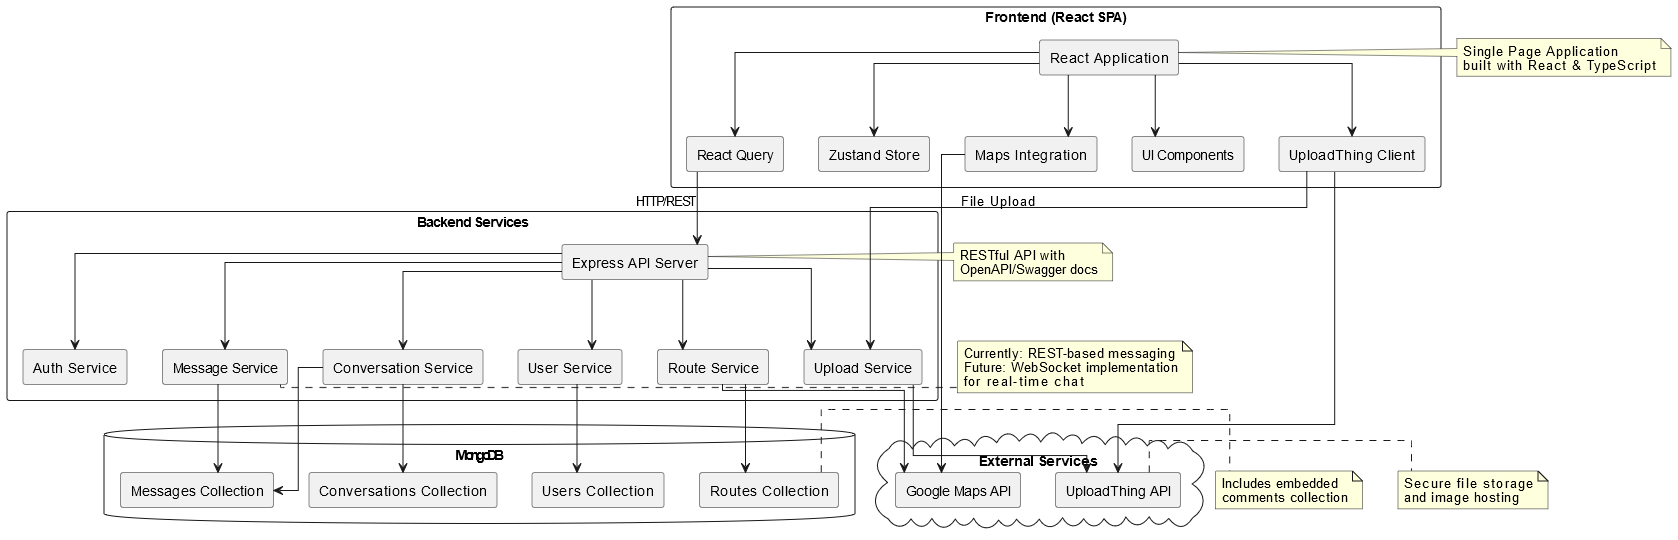 Frontend (React SPA)
React Application
Single Page Application
built with React & TypeScript
React Query
Zustand Store
Maps Integration
UI Components
UploadThing Client
HTTP/REST
File Upload
Backend Services
Express API Server
RESTful API with
OpenAPI/Swagger docs
Auth Service
Message Service
Conversation Service
User Service
Route Service
Upload Service
Currently: REST-based messaging
Future: WebSocket implementation
for real-time chat
MongoDB
Messages Collection
Conversations Collection
Users Collection
Routes Collection
External Services
Google Maps API
UploadThing API
Includes embedded
comments collection
Secure file storage
and image hosting